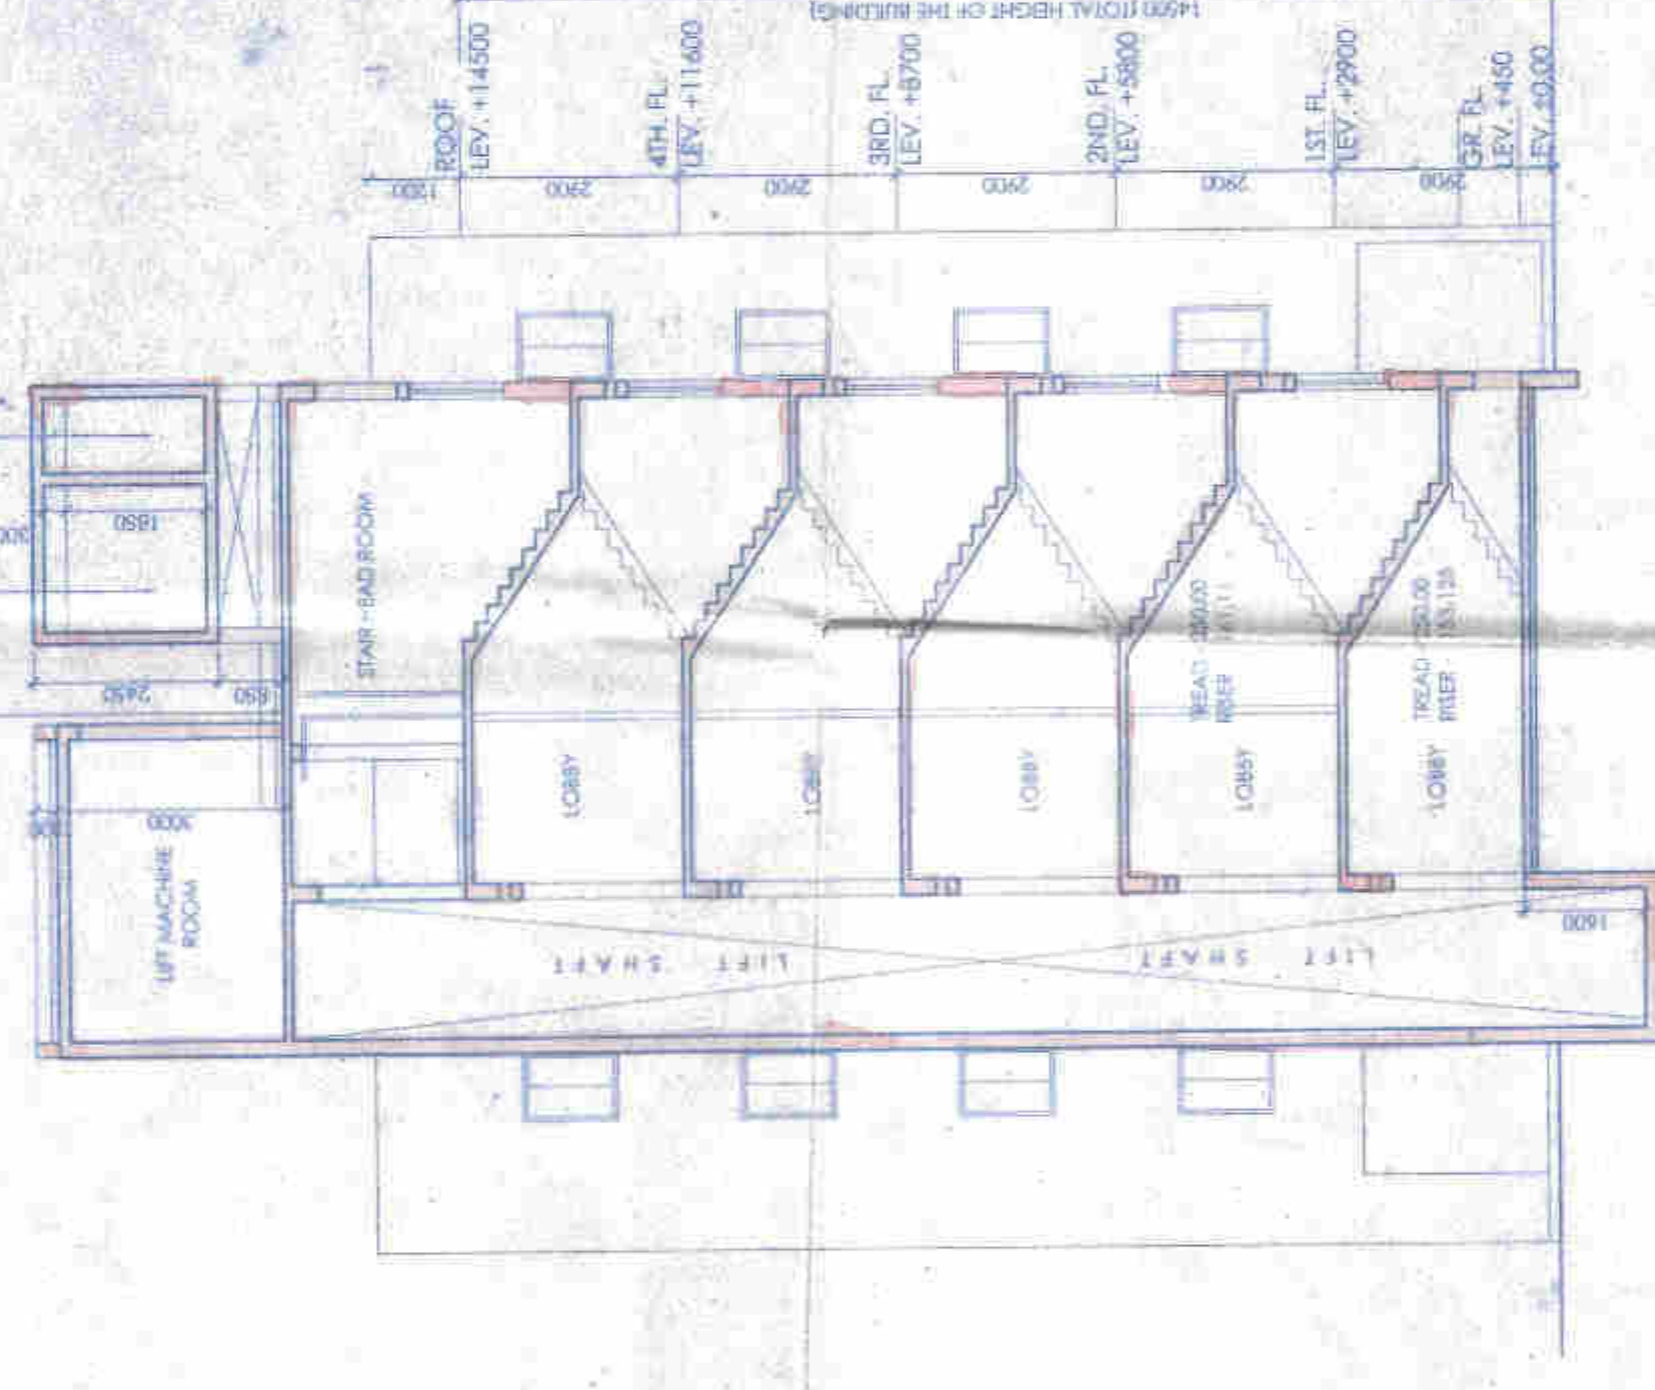 14500 (TOTAL HEIGHT OF THE BUILDING)
ROOF
LEV. +14500
4TH. FL.
LEV. +11600
3RD. FL.
LEV. +8700
2ND. FL.
LEV. +5800
1ST. FL.
LEV. +2900
GR. FL.
LEV. +450
LEV. ±0.00
1200
2900
2900
2900
2900
2900
1850
2450
STAIR HEAD ROOM
LOBBY
LOBBY
LOBBY
LOBBY
LOBBY
TREAD
RISER
TREAD
RISER
3000
LIFT MACHINE
ROOM
LIFT SHAFT
LIFT SHAFT
1600